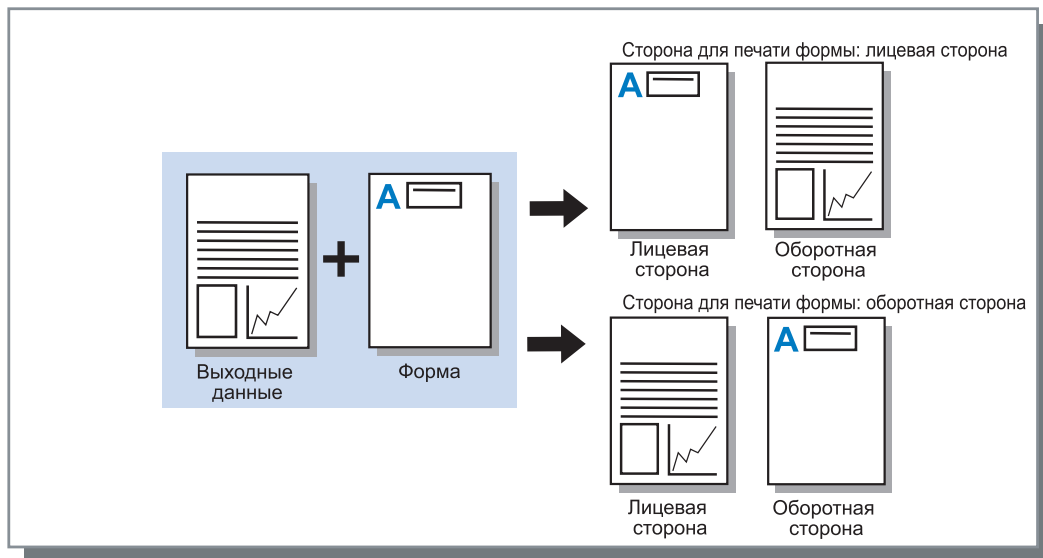 Сторона для печати формы: лицевая сторона
A
Лицевая
сторона
Оборотная
сторона
A
Выходные
данные
Форма
Сторона для печати формы: оборотная сторона
A
Лицевая
сторона
Оборотная
сторона